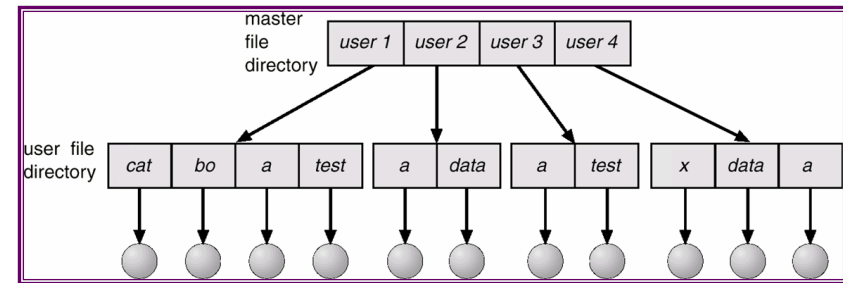 master
file
directory
user 1 user 2 user 3 user 4
user file
directory
cat bo a test a data a test x data a